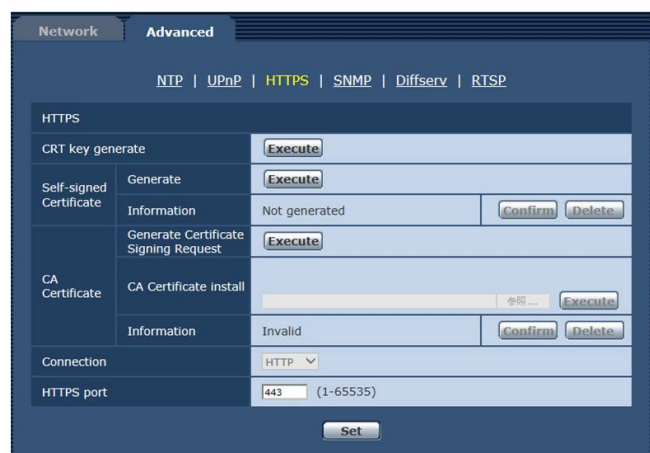 Network Advanced
NTP | UPnP | HTTPS | SNMP | Diffserv | RTSP
HTTPS
CRT key generate Execute
Self-signed Certificate
Generate Execute
Information Not generated Confirm Delete
CA Certificate
Generate Certificate Signing Request Execute
CA Certificate install 参照... Execute
Information Invalid Confirm Delete
Connection HTTP
HTTPS port 443 (1-65535)
Set